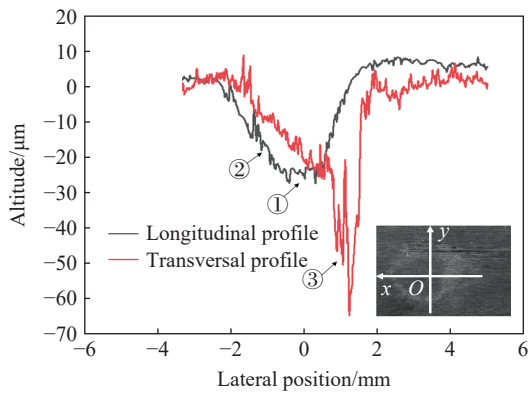 Altitude/μm
20
10
0
−10
−20
−30
−40
−50
−60
−70
②
①
③
Longitudinal profile
Transversal profile
y
x
O
−6
−4
−2
0
2
4
6
Lateral position/mm